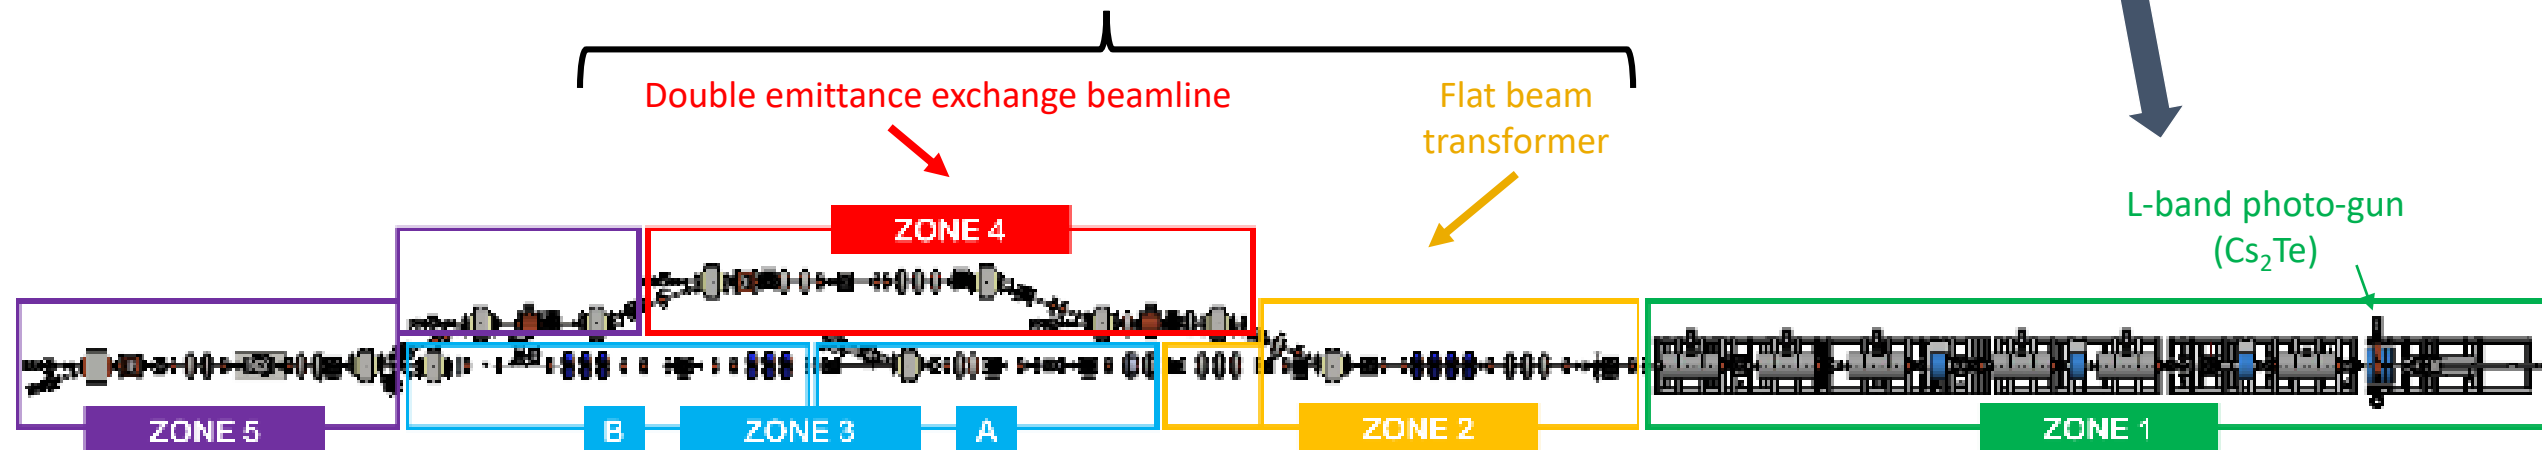 Double emittance exchange beamline
Flat beam
transformer
L-band photo-gun
(Cs₂Te)
ZONE 4
ZONE 5
B
ZONE 3
A
ZONE 2
ZONE 1